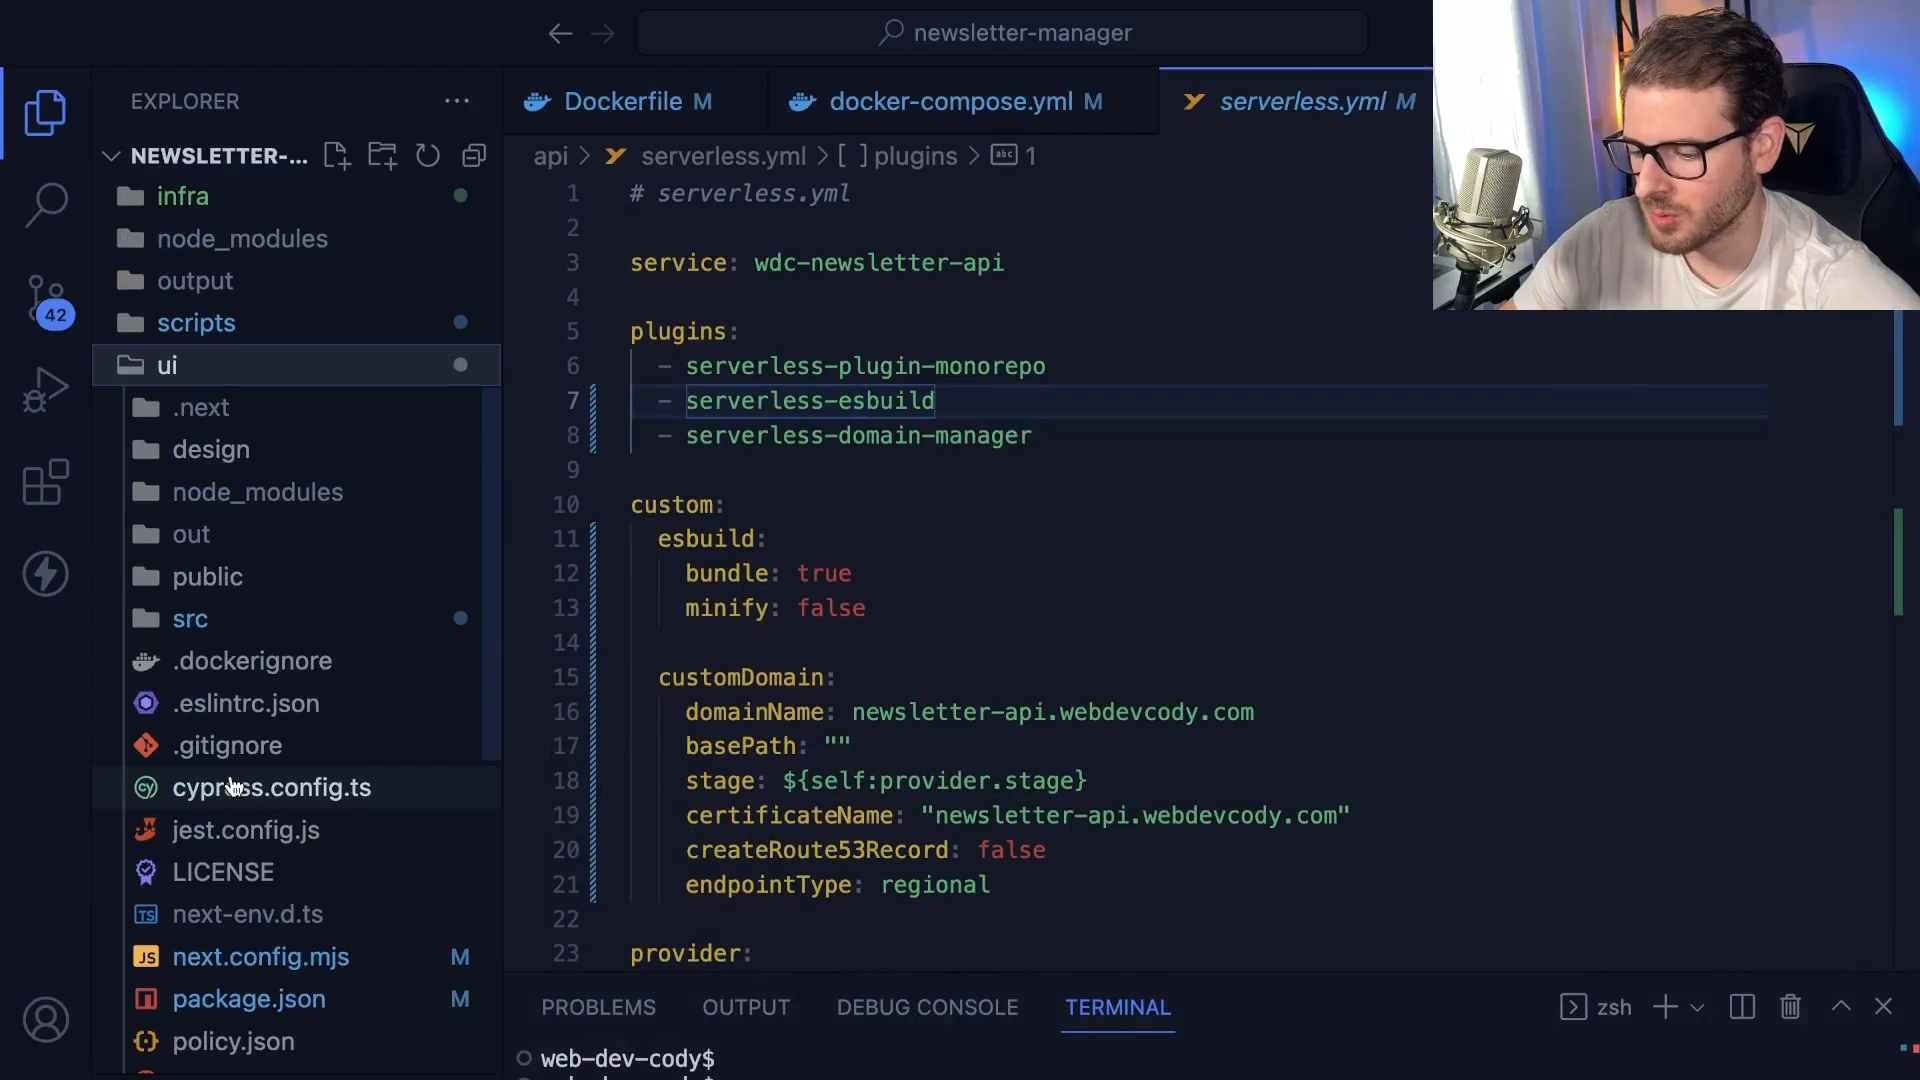 newsletter-manager
EXPLORER
NEWSLETTER-...
infra
node_modules
output
scripts
ui
.next
design
node_modules
out
public
src
.dockerignore
.eslintrc.json
.gitignore
cypress.config.ts
jest.config.js
LICENSE
next-env.d.ts
next.config.mjs M
package.json M
policy.json
42
Dockerfile M
docker-compose.yml M
serverless.yml M
api > serverless.yml > [ ] plugins > abc 1
1 # serverless.yml
2
3 service: wdc-newsletter-api
4
5 plugins:
6 - serverless-plugin-monorepo
7 - serverless-esbuild
8 - serverless-domain-manager
9
10 custom:
11 esbuild:
12 bundle: true
13 minify: false
14
15 customDomain:
16 domainName: newsletter-api.webdevcody.com
17 basePath: ""
18 stage: ${self:provider.stage}
19 certificateName: "newsletter-api.webdevcody.com"
20 createRoute53Record: false
21 endpointType: regional
22
23 provider:
PROBLEMS OUTPUT DEBUG CONSOLE TERMINAL
zsh
web-dev-cody$